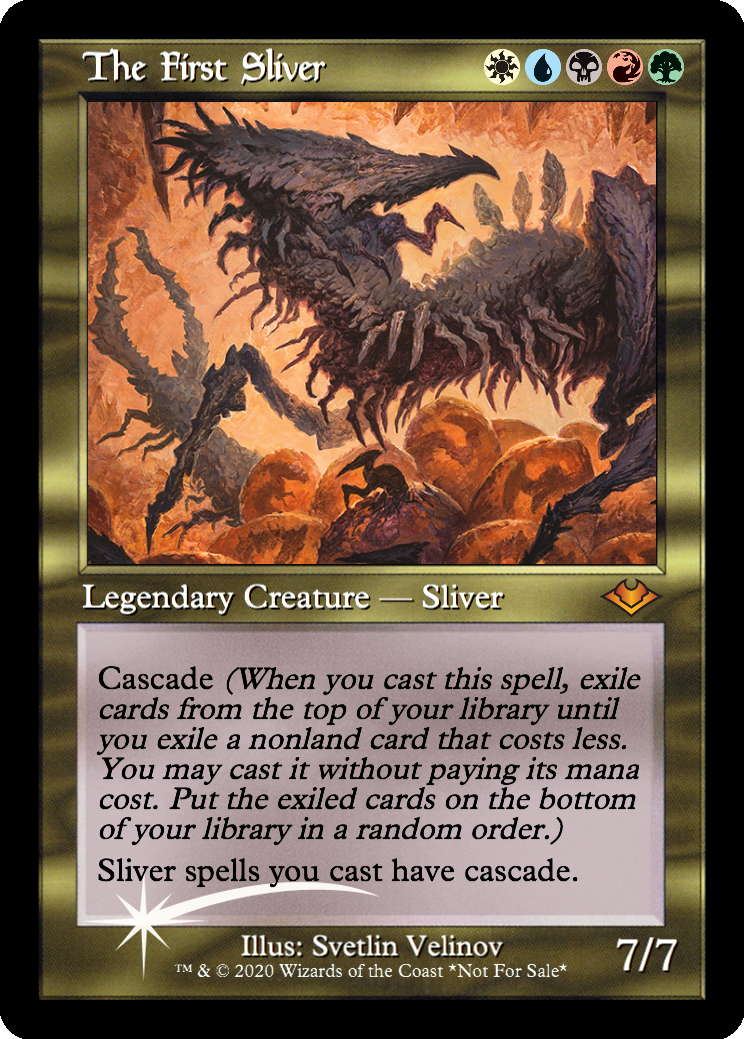 The First Sliver
Legendary Creature — Sliver
Cascade (When you cast this spell, exile
cards from the top of your library until
you exile a nonland card that costs less.
You may cast it without paying its mana
cost. Put the exiled cards on the bottom
of your library in a random order.)
Sliver spells you cast have cascade.
Illus: Svetlin Velinov
™ & © 2020 Wizards of the Coast *Not For Sale*
7/7